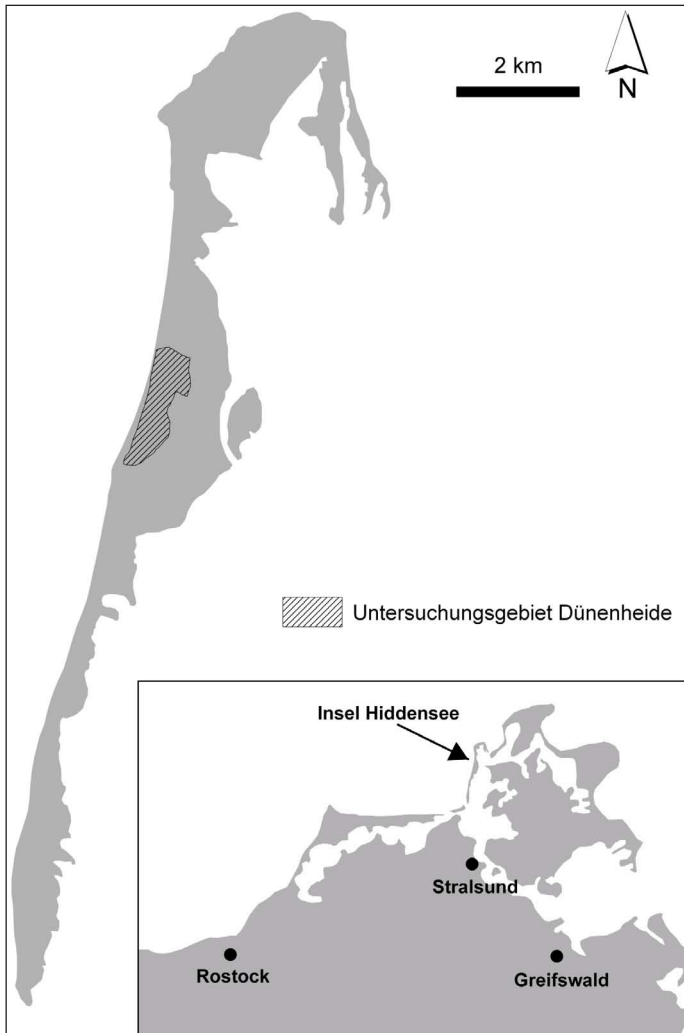 2 km
N
Untersuchungsgebiet Dünenheide
Insel Hiddensee
Stralsund
Rostock
Greifswald